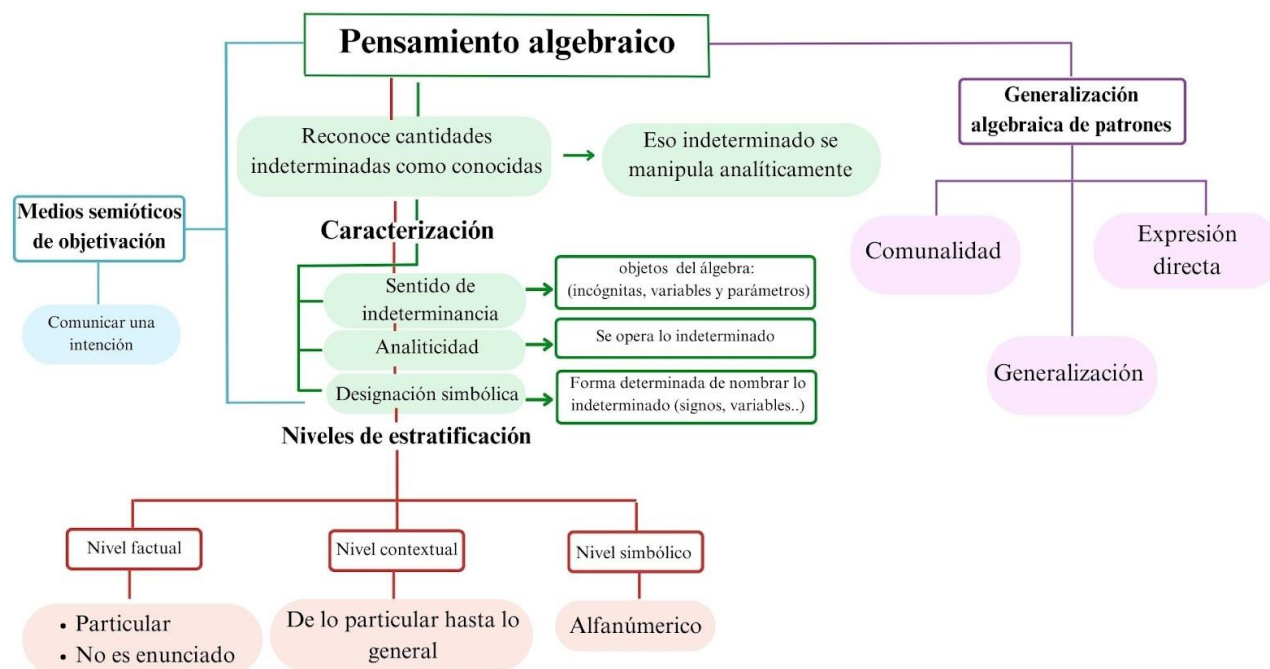 Pensamiento algebraico
Reconoce cantidades
indeterminadas como conocidas
Eso indeterminado se
manipula analíticamente
Generalización
algebraica de patrones
Medios semióticos
de objetivación
Comunicar una
intención
Caracterización
Sentido de
indeterminancia
objetos del álgebra:
(incógnitas, variables y parámetros)
Analiticidad
Se opera lo indeterminado
Designación simbólica
Forma determinada de nombrar lo
indeterminado (signos, variables..)
Comunalidad
Expresión
directa
Generalización
Niveles de estratificación
Nivel factual
Nivel contextual
Nivel simbólico
• Particular
• No es enunciado
De lo particular hasta lo
general
Alfanúmerico